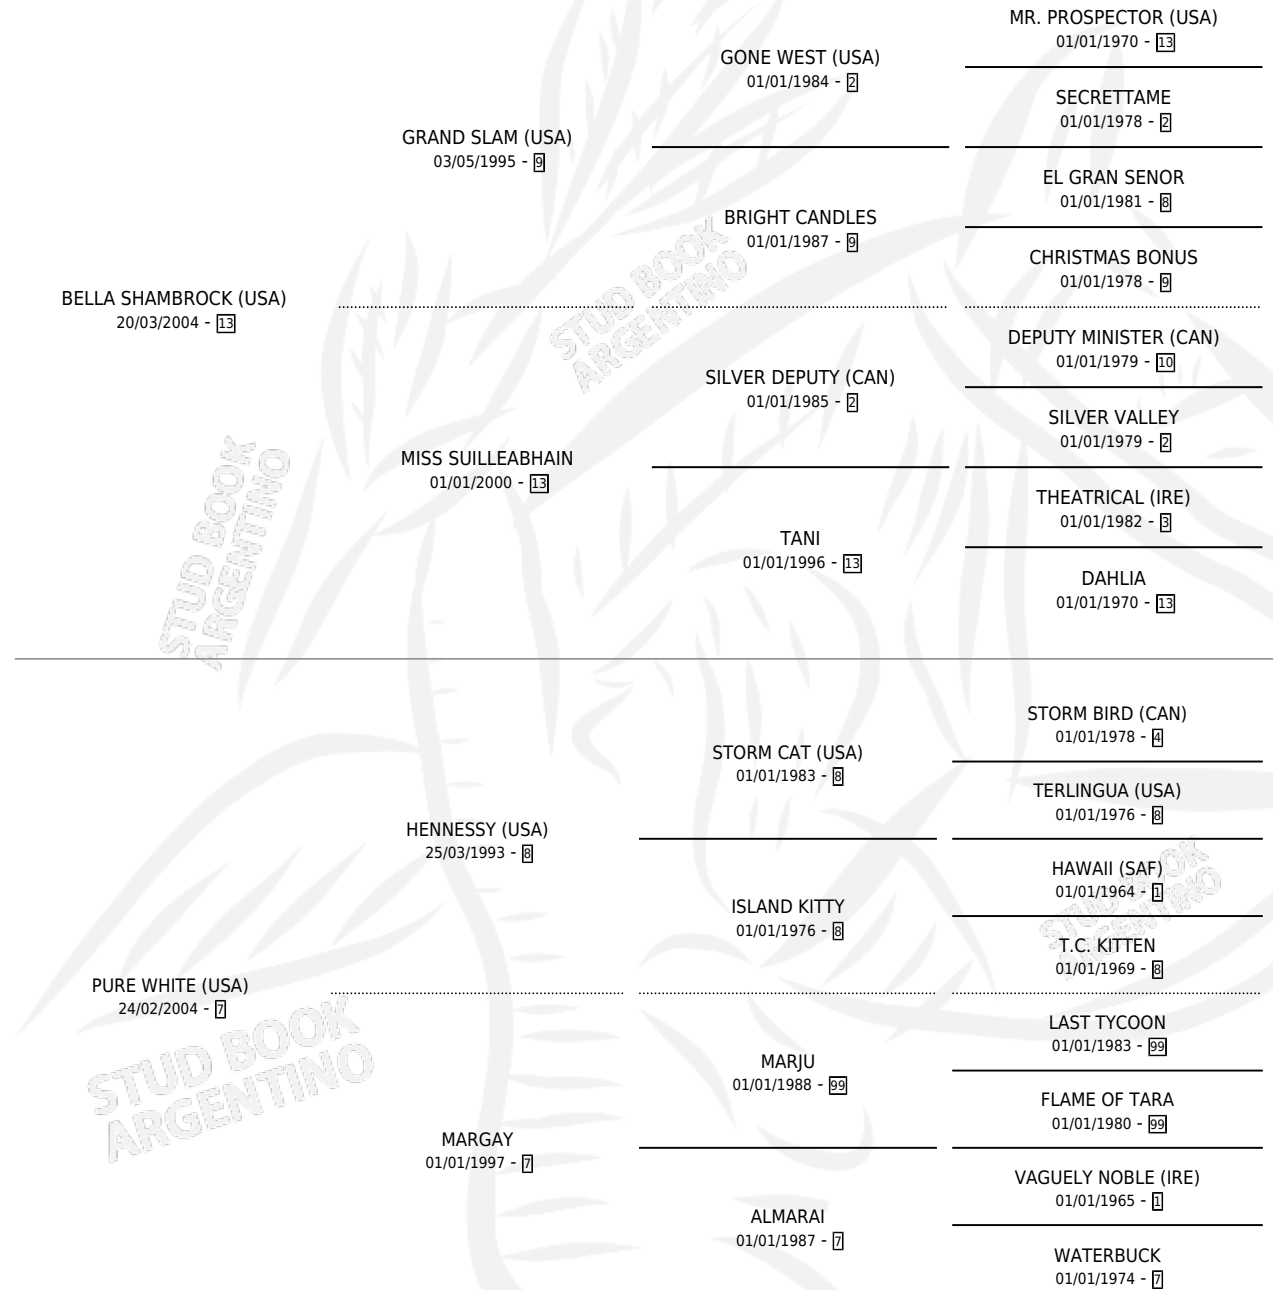 MR. PROSPECTOR (USA)
01/01/1970 - 13
GONE WEST (USA)
01/01/1984 - 2
SECRETTAME
01/01/1978 - 2
GRAND SLAM (USA)
03/05/1995 - 9
EL GRAN SENOR
01/01/1981 - 8
BRIGHT CANDLES
01/01/1987 - 9
CHRISTMAS BONUS
01/01/1978 - 9
BELLA SHAMBROCK (USA)
20/03/2004 - 13
DEPUTY MINISTER (CAN)
01/01/1979 - 10
SILVER DEPUTY (CAN)
01/01/1985 - 2
SILVER VALLEY
01/01/1979 - 2
MISS SUILLEABHAIN
01/01/2000 - 13
THEATRICAL (IRE)
01/01/1982 - 3
TANI
01/01/1996 - 13
DAHLIA
01/01/1970 - 13
STORM BIRD (CAN)
01/01/1978 - 4
STORM CAT (USA)
01/01/1983 - 8
TERLINGUA (USA)
01/01/1976 - 8
HENNESSY (USA)
25/03/1993 - 8
HAWAII (SAF)
01/01/1964 - 1
ISLAND KITTY
01/01/1976 - 8
T.C. KITTEN
01/01/1969 - 8
PURE WHITE (USA)
24/02/2004 - 7
LAST TYCOON
01/01/1983 - 99
MARJU
01/01/1988 - 99
FLAME OF TARA
01/01/1980 - 99
MARGAY
01/01/1997 - 7
VAGUELY NOBLE (IRE)
01/01/1965 - 1
ALMARAI
01/01/1987 - 7
WATERBUCK
01/01/1974 - 7
STUD BOOK
ARGENTINO
STUD BOOK
ARGENTINO
STUD BOOK
ARGENTINO
STUD BOOK
ARGENTINO